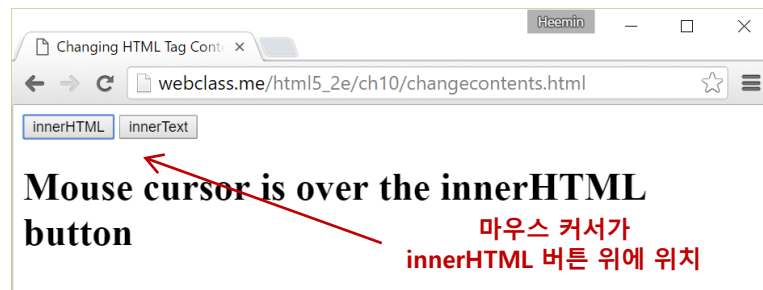 Heemin
Changing HTML Tag Conte
webclass.me/html5_2e/ch10/changecontents.html
innerHTML innerText
Mouse cursor is over the innerHTML
button
마우스 커서가
innerHTML 버튼 위에 위치